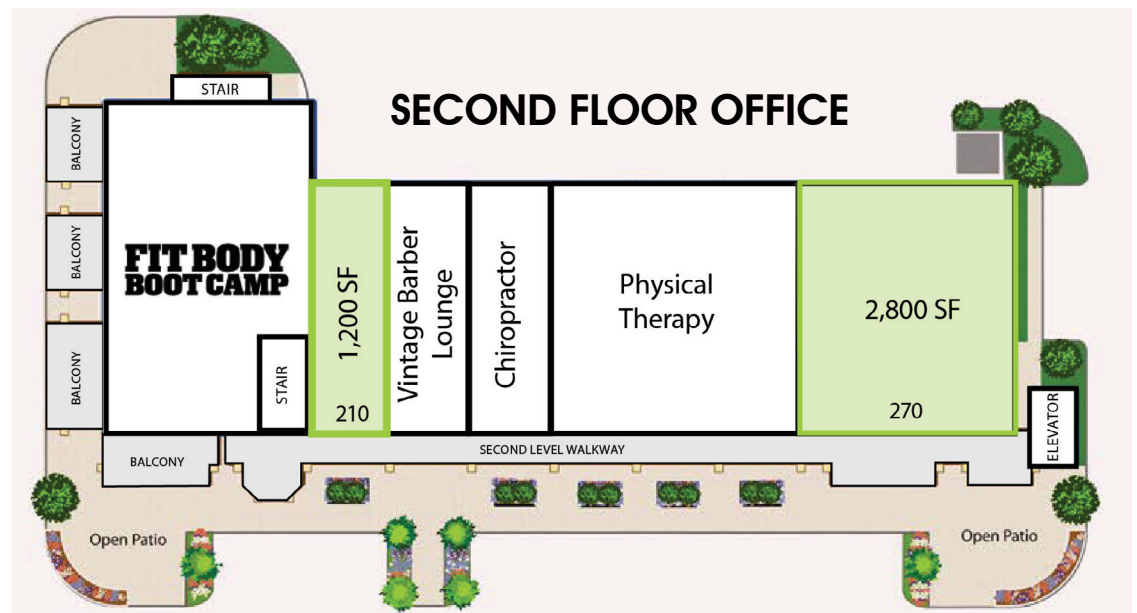 STAIR
SECOND FLOOR OFFICE
BALCONY
BALCONY
BALCONY
FIT BODY
BOOT CAMP
STAIR
1,200 SF
210
Vintage Barber
Lounge
Chiropractor
Physical
Therapy
2,800 SF
270
ELEVATOR
BALCONY
SECOND LEVEL WALKWAY
Open Patio
Open Patio